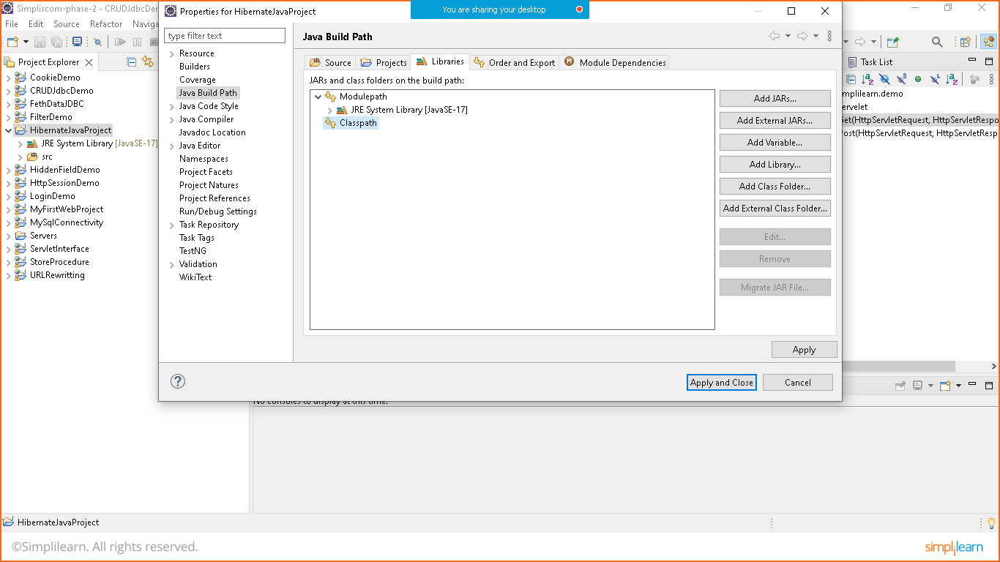 Simpliscom-phase-2 - CRUDJdbcDem
File Edit Source Refactor Naviga
Project Explorer
CookieDemo
CRUDJdbcDemo
FethDataJDBC
FilterDemo
HibernateJavaProject
JRE System Library [JavaSE-17]
src
HiddenFieldDemo
HttpSessionDemo
LoginDemo
MyFirstWebProject
MySqlConnectivity
Servers
ServletInterface
StoreProcedure
URLRewritting
Properties for HibernateJavaProject
You are sharing your desktop
type filter text
Resource
Builders
Coverage
Java Build Path
Java Code Style
Java Compiler
Javadoc Location
Java Editor
Namespaces
Project Facets
Project Natures
Project References
Run/Debug Settings
Task Repository
Task Tags
TestNG
Validation
WikiText
Java Build Path
Source Projects Libraries Order and Export Module Dependencies
JARs and class folders on the build path:
Modulepath
JRE System Library [JavaSE-17]
Classpath
Add JARs...
Add External JARs...
Add Variable...
Add Library...
Add Class Folder...
Add External Class Folder...
Edit...
Remove
Migrate JAR File...
Apply
Apply and Close Cancel
Task List
mplilearn.demo
ervlet
Get(HttpServletRequest, HttpServletRespo
Post(HttpServletRequest, HttpServletResp
No consoles to display at this time.
HibernateJavaProject
©Simplilearn. All rights reserved.
simplilearn